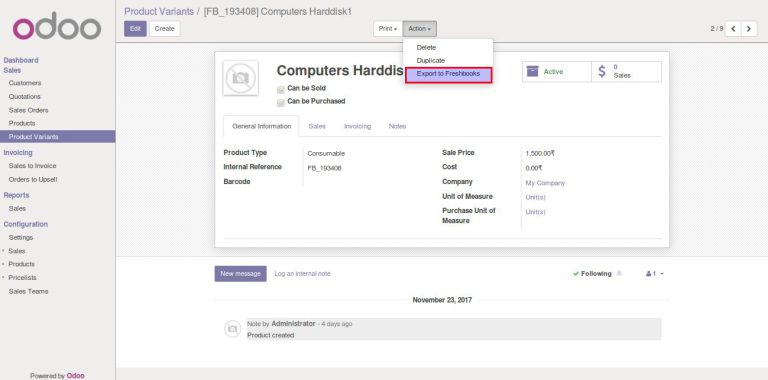 odoo
Dashboard
Sales
Customers
Quotations
Sales Orders
Products
Product Variants
Invoicing
Sales to Invoice
Orders to Upsell
Reports
Sales
Configuration
Settings
Sales
Products
Pricelists
Sales Teams
Powered by Odoo
Product Variants / [FB_193408] Computers Harddisk1
Edit Create
Print Action
2 / 9
Delete
Duplicate
Export to Freshbooks
Computers Harddis
Can be Sold
Can be Purchased
Active
$ 0 Sales
General Information Sales Invoicing Notes
Product Type Consumable
Internal Reference FB_193408
Barcode
Sale Price 1,500.00₹
Cost 0.00₹
Company My Company
Unit of Measure Unit(s)
Purchase Unit of Unit(s)
Measure
New message Log an internal note
Following 1
November 23, 2017
Note by Administrator - 4 days ago
Product created